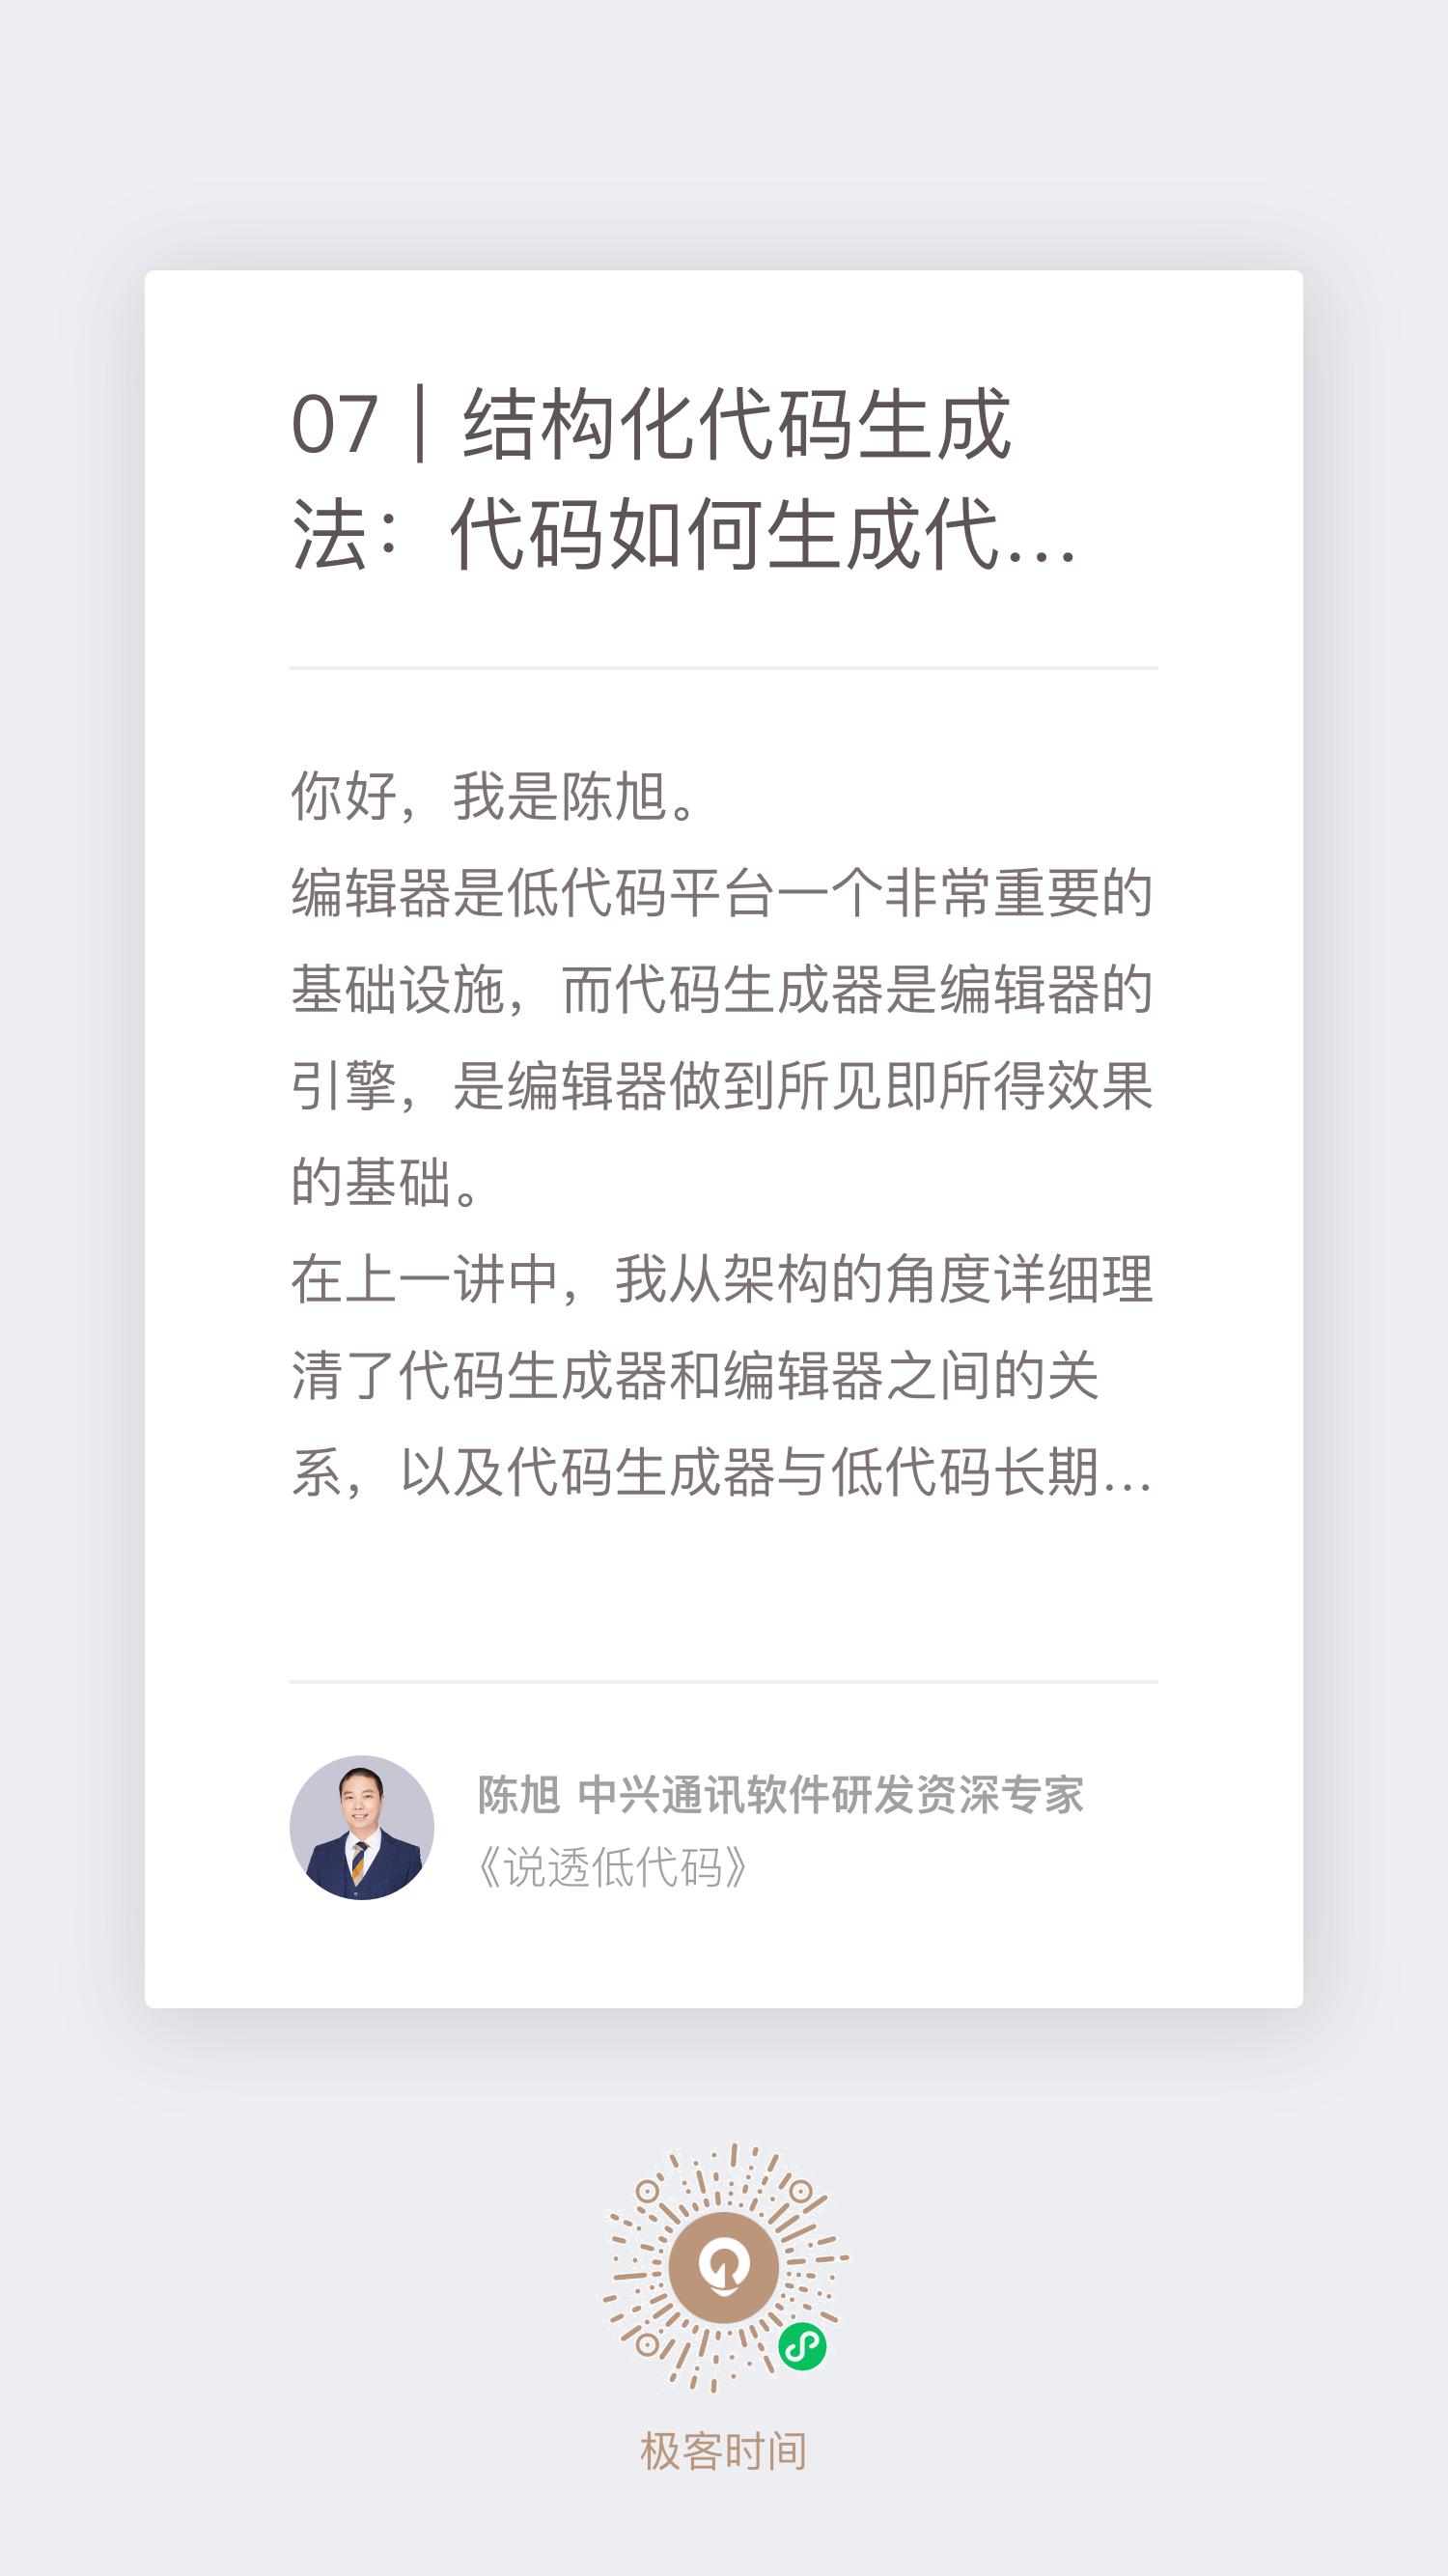 07 | 结构化代码生成
法：代码如何生成代...
你好，我是陈旭。
编辑器是低代码平台一个非常重要的
基础设施，而代码生成器是编辑器的
引擎，是编辑器做到所见即所得效果
的基础。
在上一讲中，我从架构的角度详细理
清了代码生成器和编辑器之间的关
系，以及代码生成器与低代码长期...
陈旭 中兴通讯软件研发资深专家
《说透低代码》
极客时间